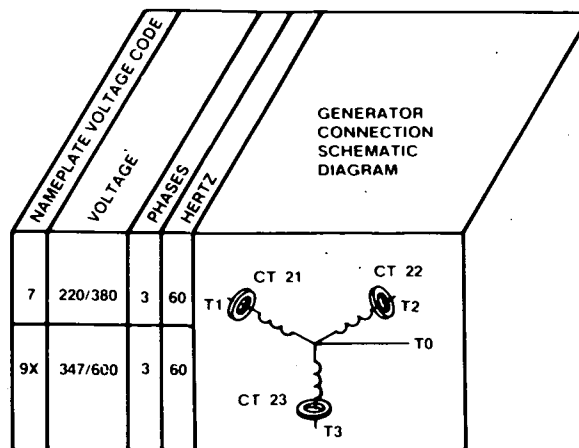 NAMEPLATE VOLTAGE CODE
VOLTAGE
PHASES
HERTZ
GENERATOR
CONNECTION
SCHEMATIC
DIAGRAM
7 220/380 3 60
9X 347/600 3 60
CT 21
CT 22
T1
T2
T0
CT 23
T3